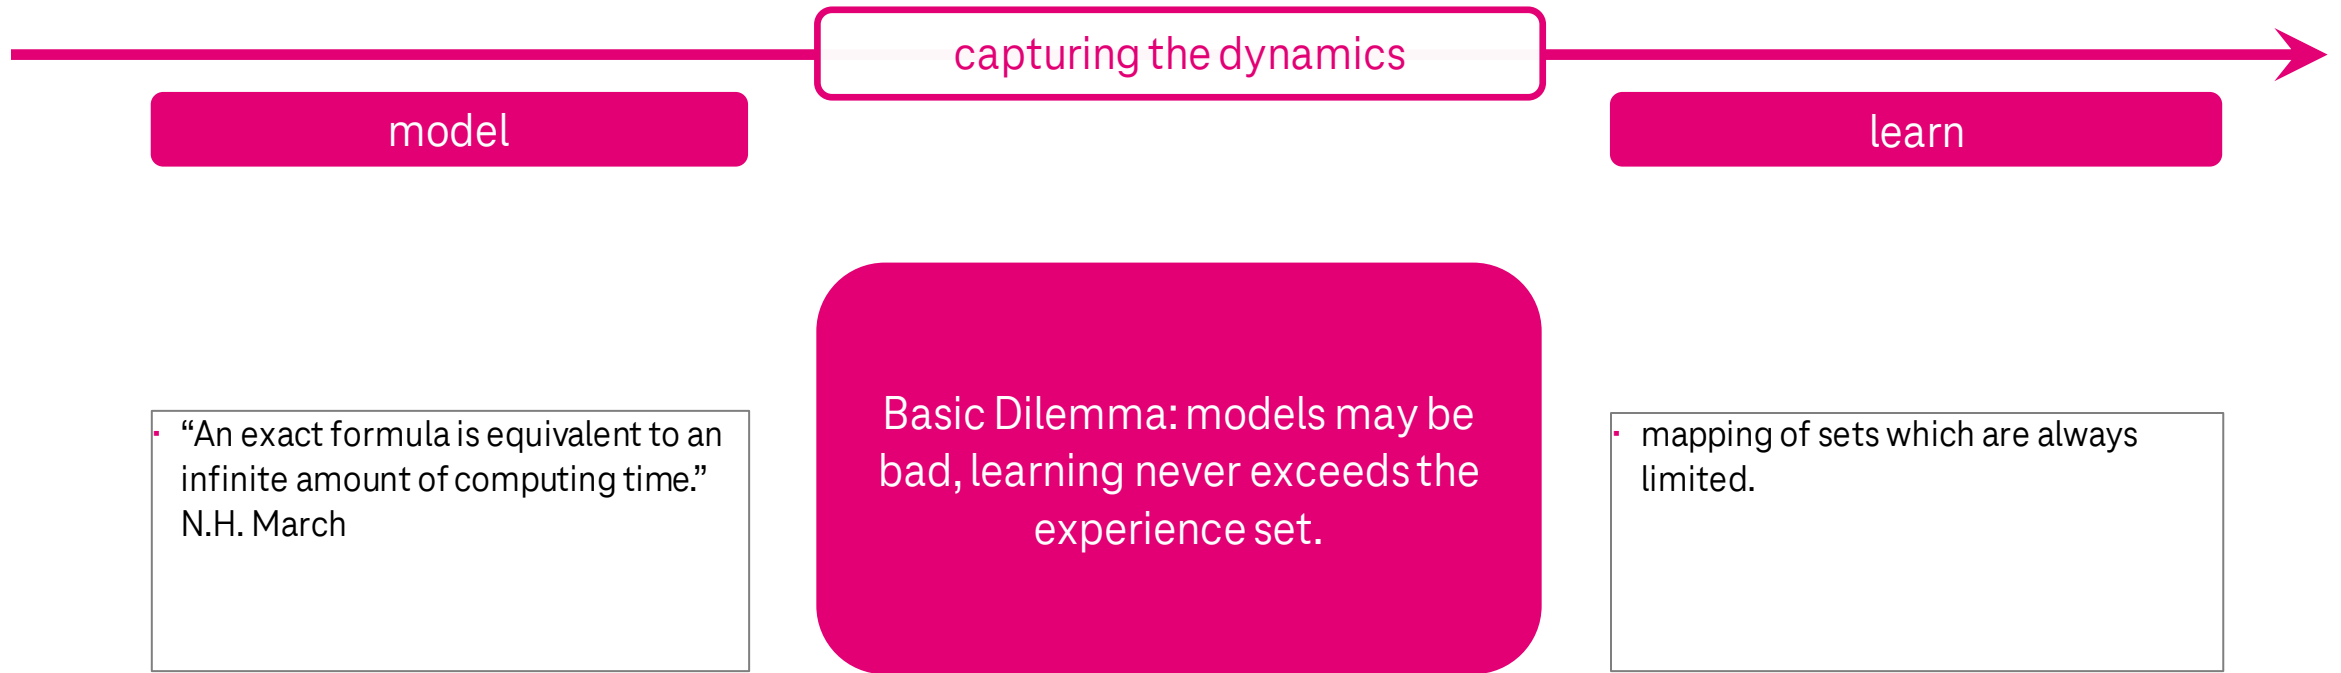 capturing the dynamics
model
learn
“An exact formula is equivalent to an
infinite amount of computing time.”
N.H. March
Basic Dilemma: models may be
bad, learning never exceeds the
experience set.
mapping of sets which are always
limited.